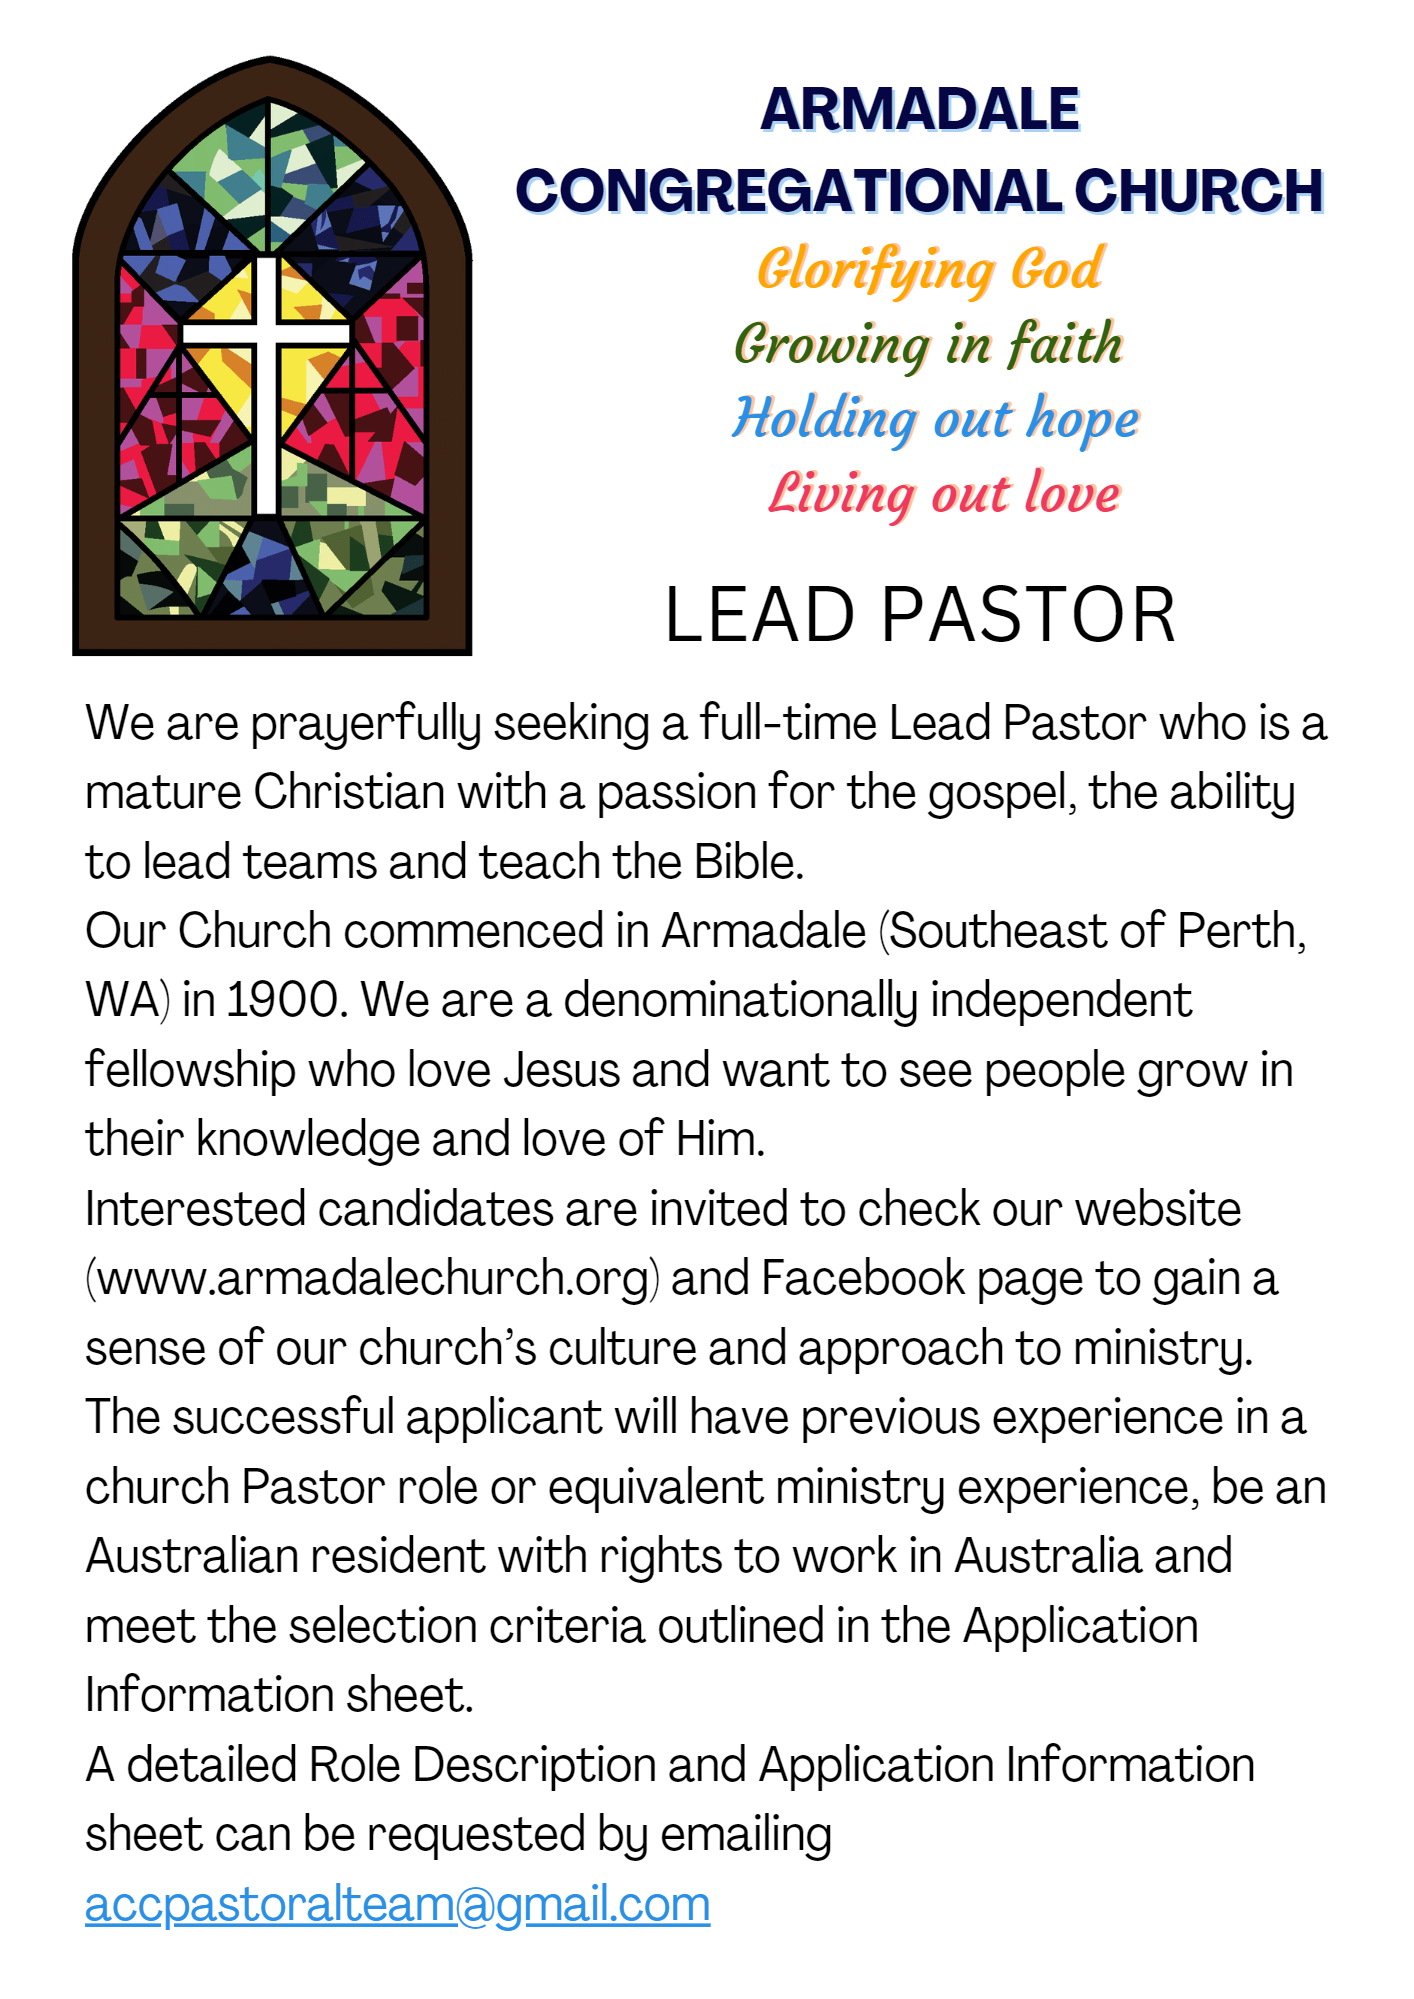 ARMADALE
CONGREGATIONAL CHURCH
Glorifying God
Growing in faith
Holding out hope
Living out love
LEAD PASTOR
We are prayerfully seeking a full-time Lead Pastor who is a
mature Christian with a passion for the gospel, the ability
to lead teams and teach the Bible.
Our Church commenced in Armadale (Southeast of Perth,
WA) in 1900. We are a denominationally independent
fellowship who love Jesus and want to see people grow in
their knowledge and love of Him.
Interested candidates are invited to check our website
(www.armadalechurch.org) and Facebook page to gain a
sense of our church’s culture and approach to ministry.
The successful applicant will have previous experience in a
church Pastor role or equivalent ministry experience, be an
Australian resident with rights to work in Australia and
meet the selection criteria outlined in the Application
Information sheet.
A detailed Role Description and Application Information
sheet can be requested by emailing
accpastoralteam@gmail.com